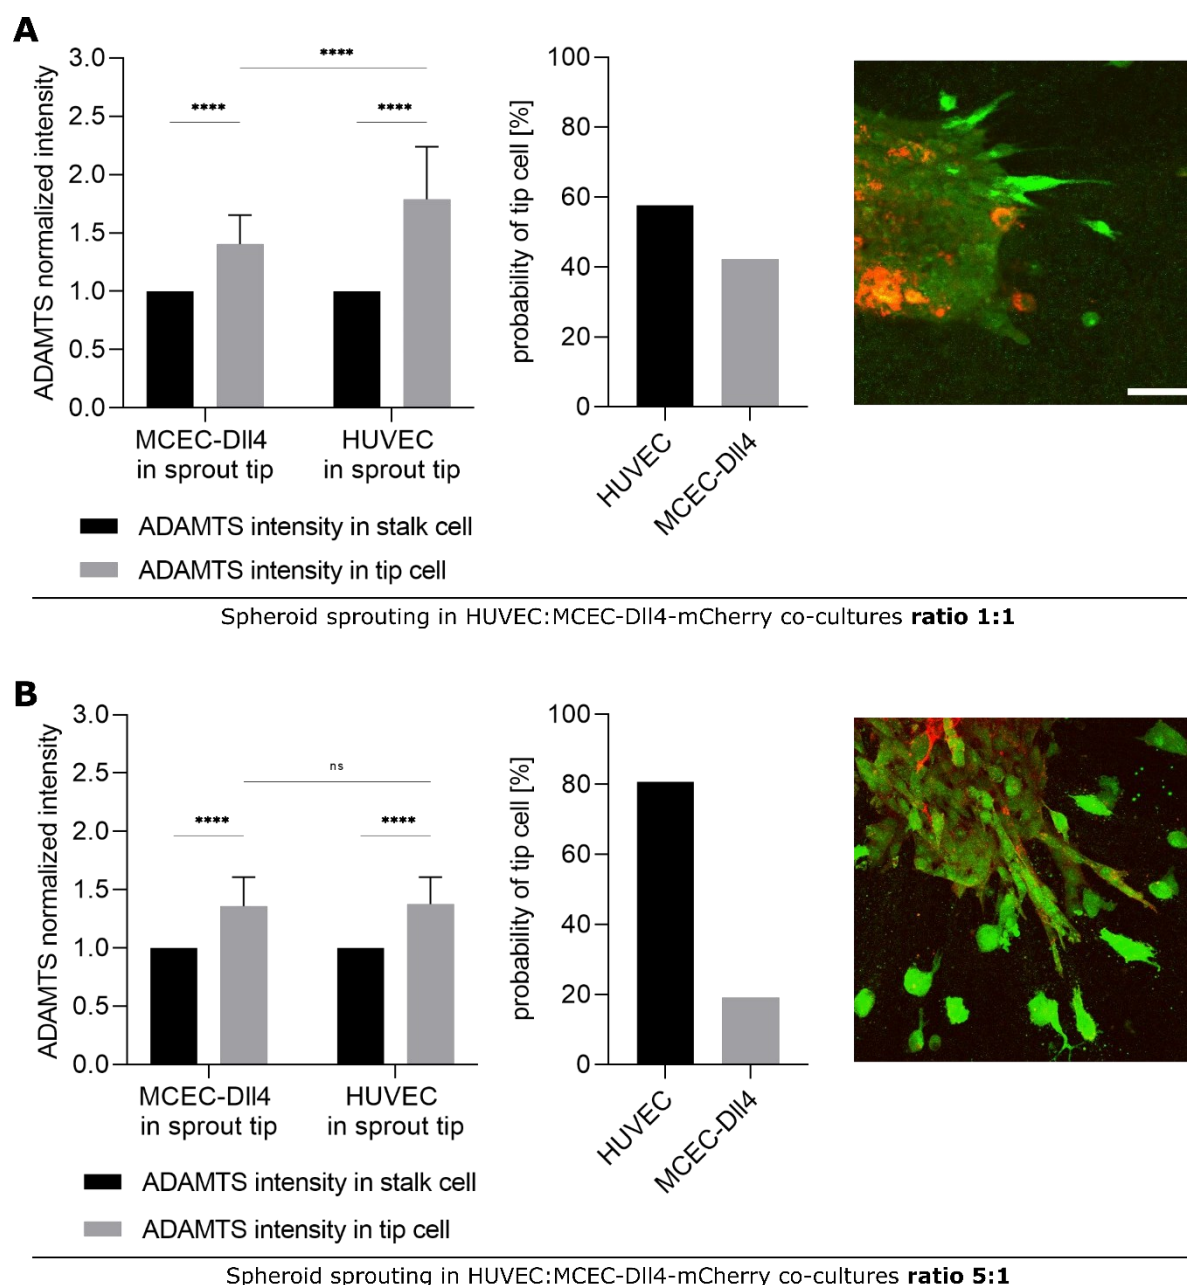 A
ADAMTS normalized intensity
3.0
2.5
2.0
1.5
1.0
0.5
0.0
****
****
****
MCEC-Dll4
in sprout tip
HUVEC
in sprout tip
ADAMTS intensity in stalk cell
ADAMTS intensity in tip cell
probability of tip cell [%]
100
80
60
40
20
0
HUVEC
MCEC-Dll4
Spheroid sprouting in HUVEC:MCEC-Dll4-mCherry co-cultures ratio 1:1
B
ADAMTS normalized intensity
3.0
2.5
2.0
1.5
1.0
0.5
0.0
ns
****
****
MCEC-Dll4
in sprout tip
HUVEC
in sprout tip
ADAMTS intensity in stalk cell
ADAMTS intensity in tip cell
probability of tip cell [%]
100
80
60
40
20
0
HUVEC
MCEC-Dll4
Spheroid sprouting in HUVEC:MCEC-Dll4-mCherry co-cultures ratio 5:1